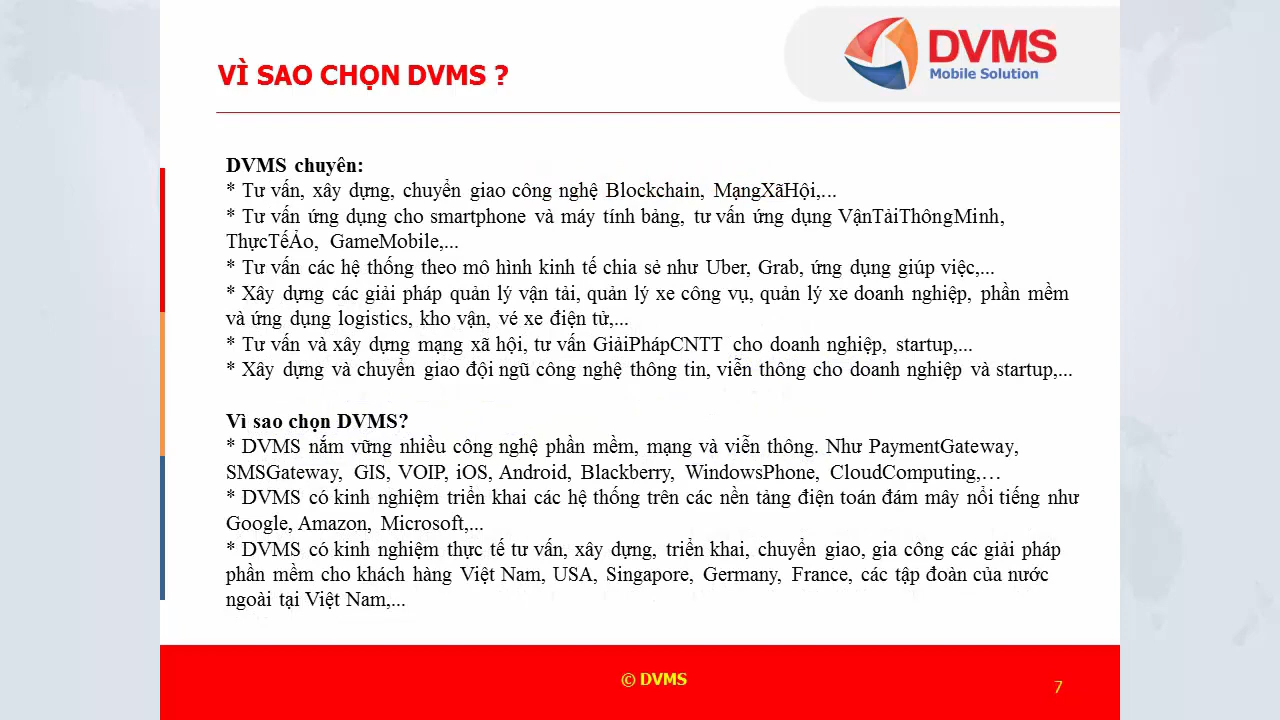 VÌ SAO CHỌN DVMS ?
DVMS
Mobile Solution
DVMS chuyên:
* Tư vấn, xây dựng, chuyển giao công nghệ Blockchain, MạngXãHội,...
* Tư vấn ứng dụng cho smartphone và máy tính bảng, tư vấn ứng dụng VậnTảiThôngMinh,
ThựcTếẢo, GameMobile,...
* Tư vấn các hệ thống theo mô hình kinh tế chia sẻ như Uber, Grab, ứng dụng giúp việc,...
* Xây dựng các giải pháp quản lý vận tải, quản lý xe công vụ, quản lý xe doanh nghiệp, phần mềm
và ứng dụng logistics, kho vận, vé xe điện tử,...
* Tư vấn và xây dựng mạng xã hội, tư vấn GiảiPhápCNTT cho doanh nghiệp, startup,...
* Xây dựng và chuyển giao đội ngũ công nghệ thông tin, viễn thông cho doanh nghiệp và startup,...
Vì sao chọn DVMS?
* DVMS nắm vững nhiều công nghệ phần mềm, mạng và viễn thông. Như PaymentGateway,
SMSGateway, GIS, VOIP, iOS, Android, Blackberry, WindowsPhone, CloudComputing,…
* DVMS có kinh nghiệm triển khai các hệ thống trên các nền tảng điện toán đám mây nổi tiếng như
Google, Amazon, Microsoft,...
* DVMS có kinh nghiệm thực tế tư vấn, xây dựng, triển khai, chuyển giao, gia công các giải pháp
phần mềm cho khách hàng Việt Nam, USA, Singapore, Germany, France, các tập đoàn của nước
ngoài tại Việt Nam,...
© DVMS
7